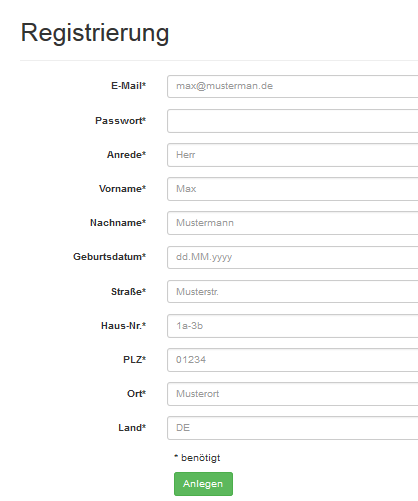 Registrierung
E-Mail* max@musterman.de
Passwort*
Anrede* Herr
Vorname* Max
Nachname* Mustermann
Geburtsdatum* dd.MM.yyyy
Straße* Musterstr.
Haus-Nr.* 1a-3b
PLZ* 01234
Ort* Musterort
Land* DE
* benötigt
Anlegen